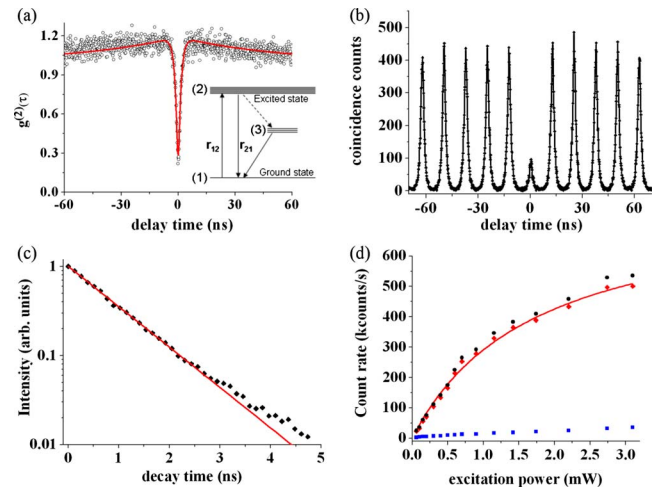 (a)
g(2)(τ)
1.2
0.9
0.6
0.3
0.0
-60 -30 0 30 60
delay time (ns)
(2)
Excited state
(3)
r12 r21
(1) Ground state
(b)
coincidence counts
500
400
300
200
100
0
-60 -30 0 30 60
delay time (ns)
(c)
Intensity (arb. units)
1
0.1
0.01
0 1 2 3 4 5
decay time (ns)
(d)
Count rate (kcounts/s)
600
500
400
300
200
100
0
0.0 0.5 1.0 1.5 2.0 2.5 3.0
excitation power (mW)